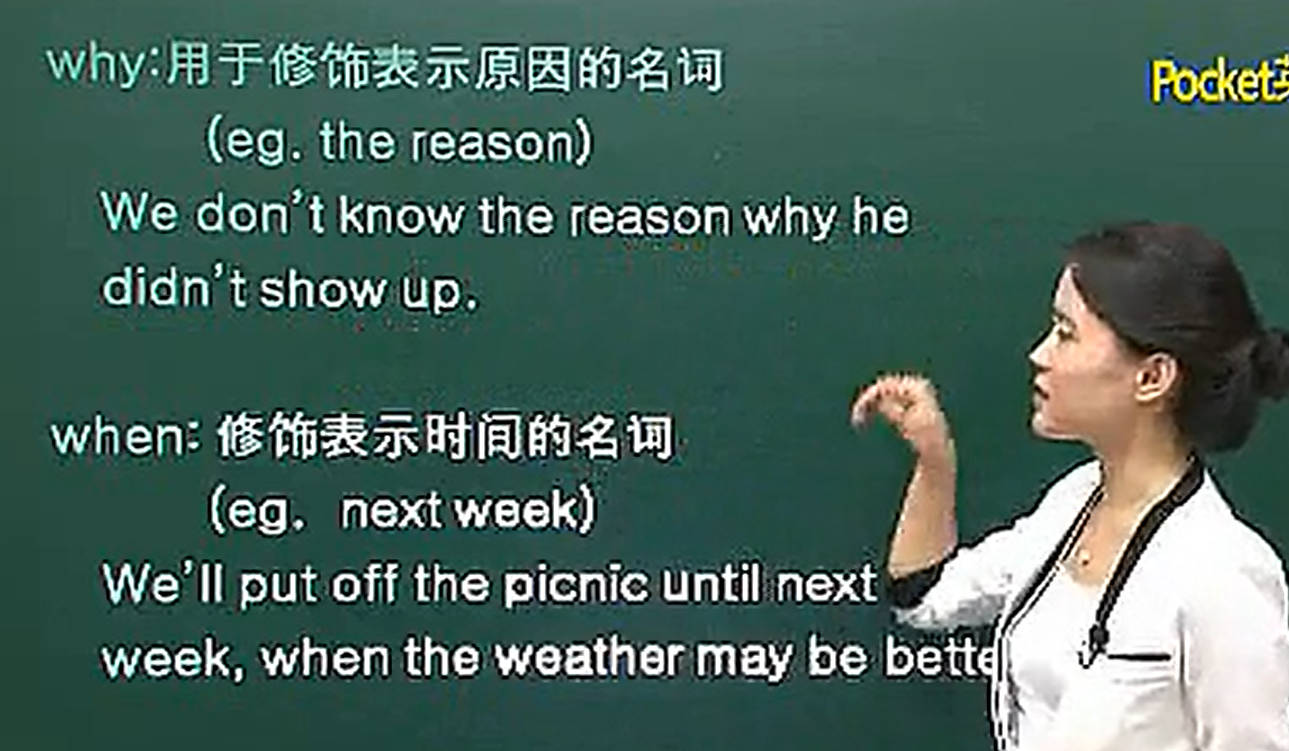 why:用于修饰表示原因的名词
Pocket
(eg. the reason)
We don't know the reason why he
didn't show up.
when: 修饰表示时间的名词
(eg. next week)
We'll put off the picnic until next
week, when the weather may be bette